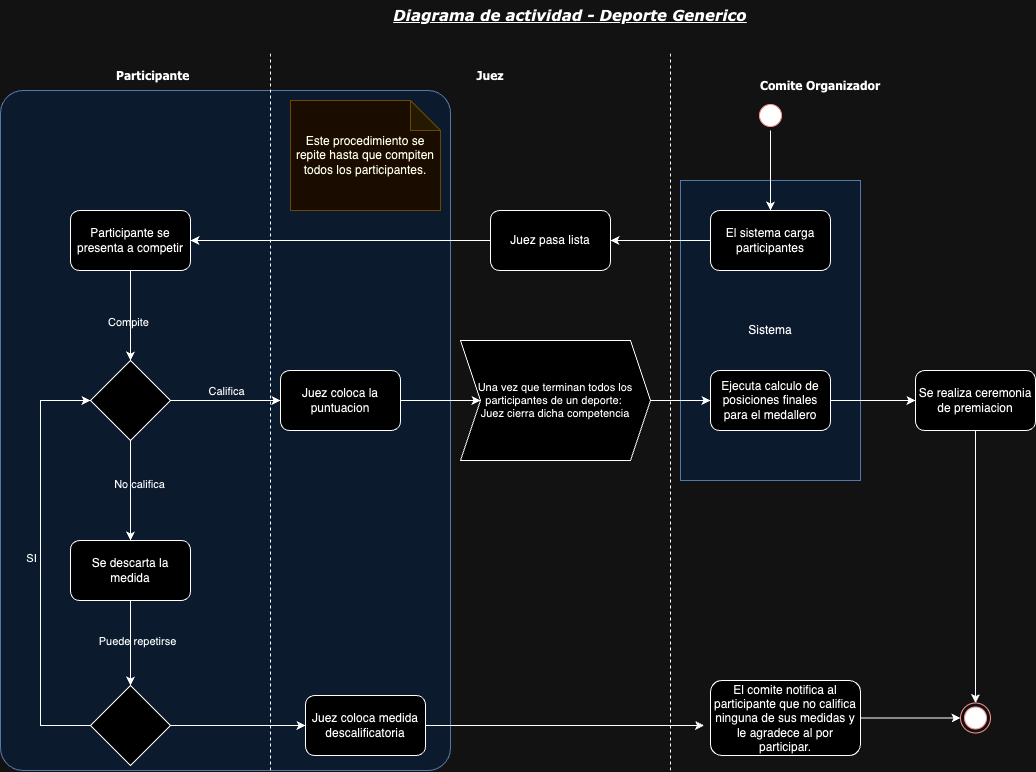 Diagrama de actividad - Deporte Generico
Participante
Juez
Comite Organizador
Este procedimiento se
repite hasta que compiten
todos los participantes.
Participante se
presenta a competir
Juez pasa lista
El sistema carga
participantes
Compite
Sistema
Califica
Juez coloca la
puntuacion
Una vez que terminan todos los
participantes de un deporte:
Juez cierra dicha competencia
Ejecuta calculo de
posiciones finales
para el medallero
Se realiza ceremonia
de premiacion
No califica
SI
Se descarta la
medida
Puede repetirse
Juez coloca medida
descalificatoria
El comite notifica al
participante que no califica
ninguna de sus medidas y
le agradece al por
participar.